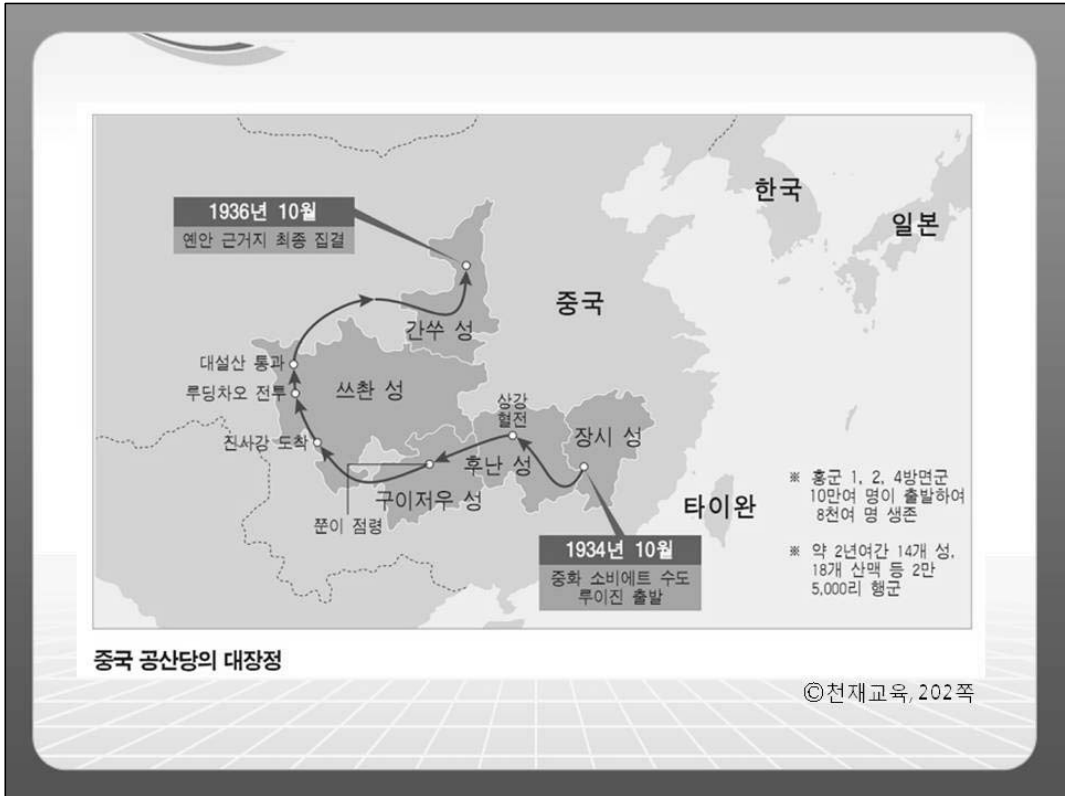 한국
일본
1936년 10월
옌안 근거지 최종 집결
중국
간쑤 성
대설산 통과
루딩차오 전투
쓰촨 성
상강
혈전
장시 성
진사강 도착
후난 성
구이저우 성
쭌이 점령
타이완
※ 홍군 1, 2, 4방면군
10만여 명이 출발하여
8천여 명 생존
1934년 10월
중화 소비에트 수도
루이진 출발
※ 약 2년여간 14개 성,
18개 산맥 등 2만
5,000리 행군
중국 공산당의 대장정
©천재교육, 202쪽